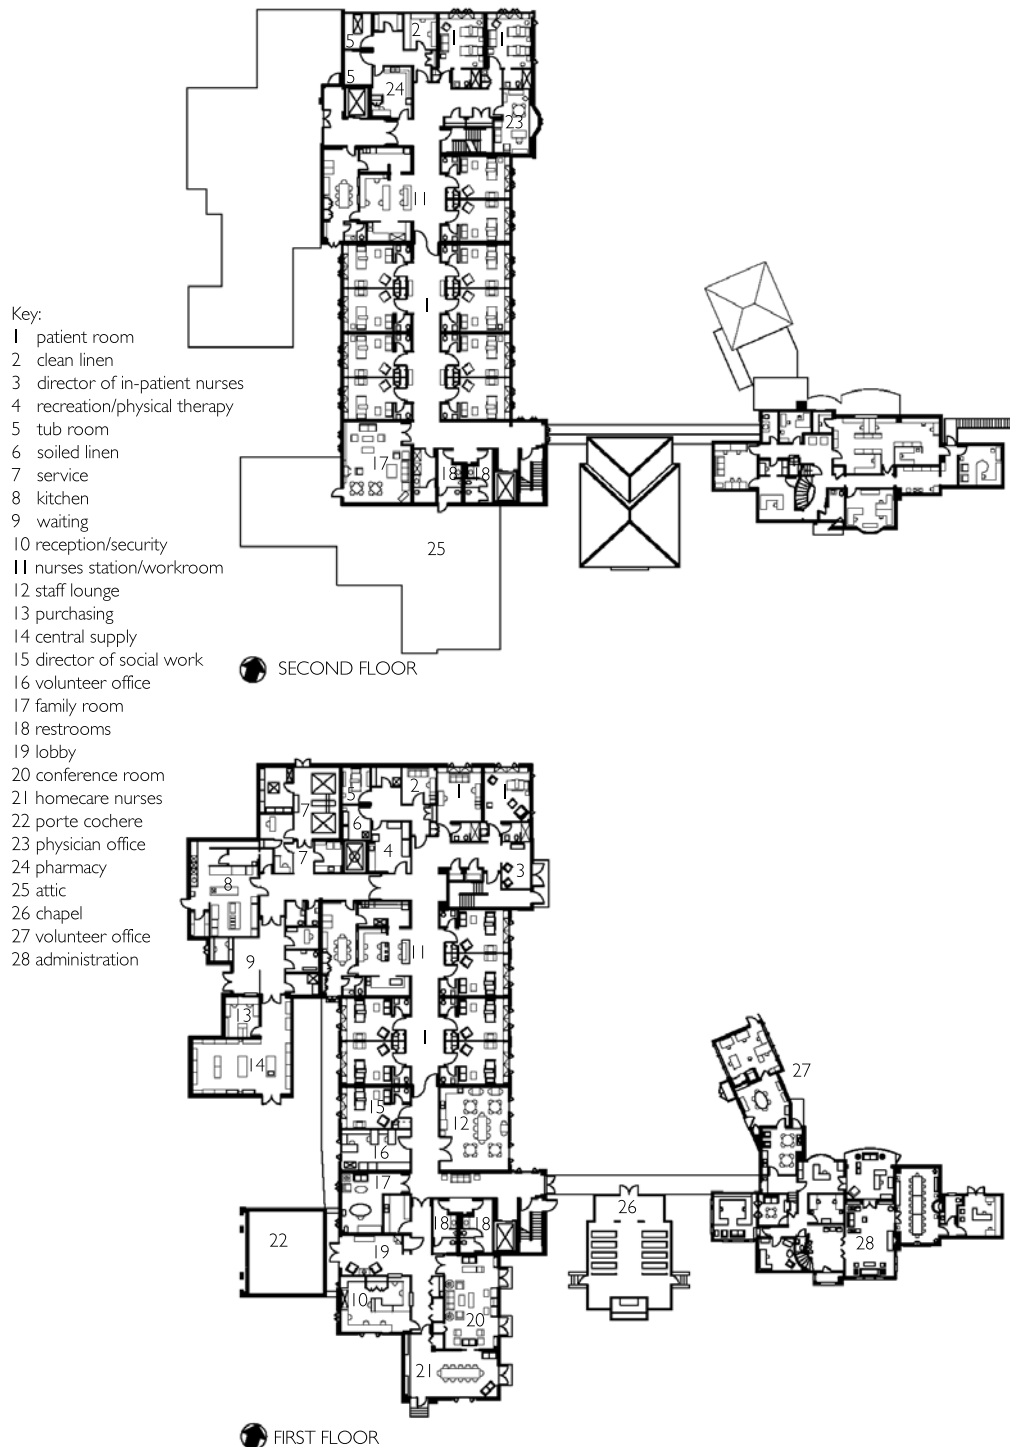 5
2
1
1
5
24
23
11
1
17
18
18
25
SECOND FLOOR
Key:
1 patient room
2 clean linen
3 director of in-patient nurses
4 recreation/physical therapy
5 tub room
6 soiled linen
7 service
8 kitchen
9 waiting
10 reception/security
11 nurses station/workroom
12 staff lounge
13 purchasing
14 central supply
15 director of social work
16 volunteer office
17 family room
18 restrooms
19 lobby
20 conference room
21 homecare nurses
22 porte cochere
23 physician office
24 pharmacy
25 attic
26 chapel
27 volunteer office
28 administration
7
5
2
1
1
6
7
4
3
8
11
9
13
1
14
15
12
16
17
27
18
18
26
22
19
28
10
20
21
FIRST FLOOR